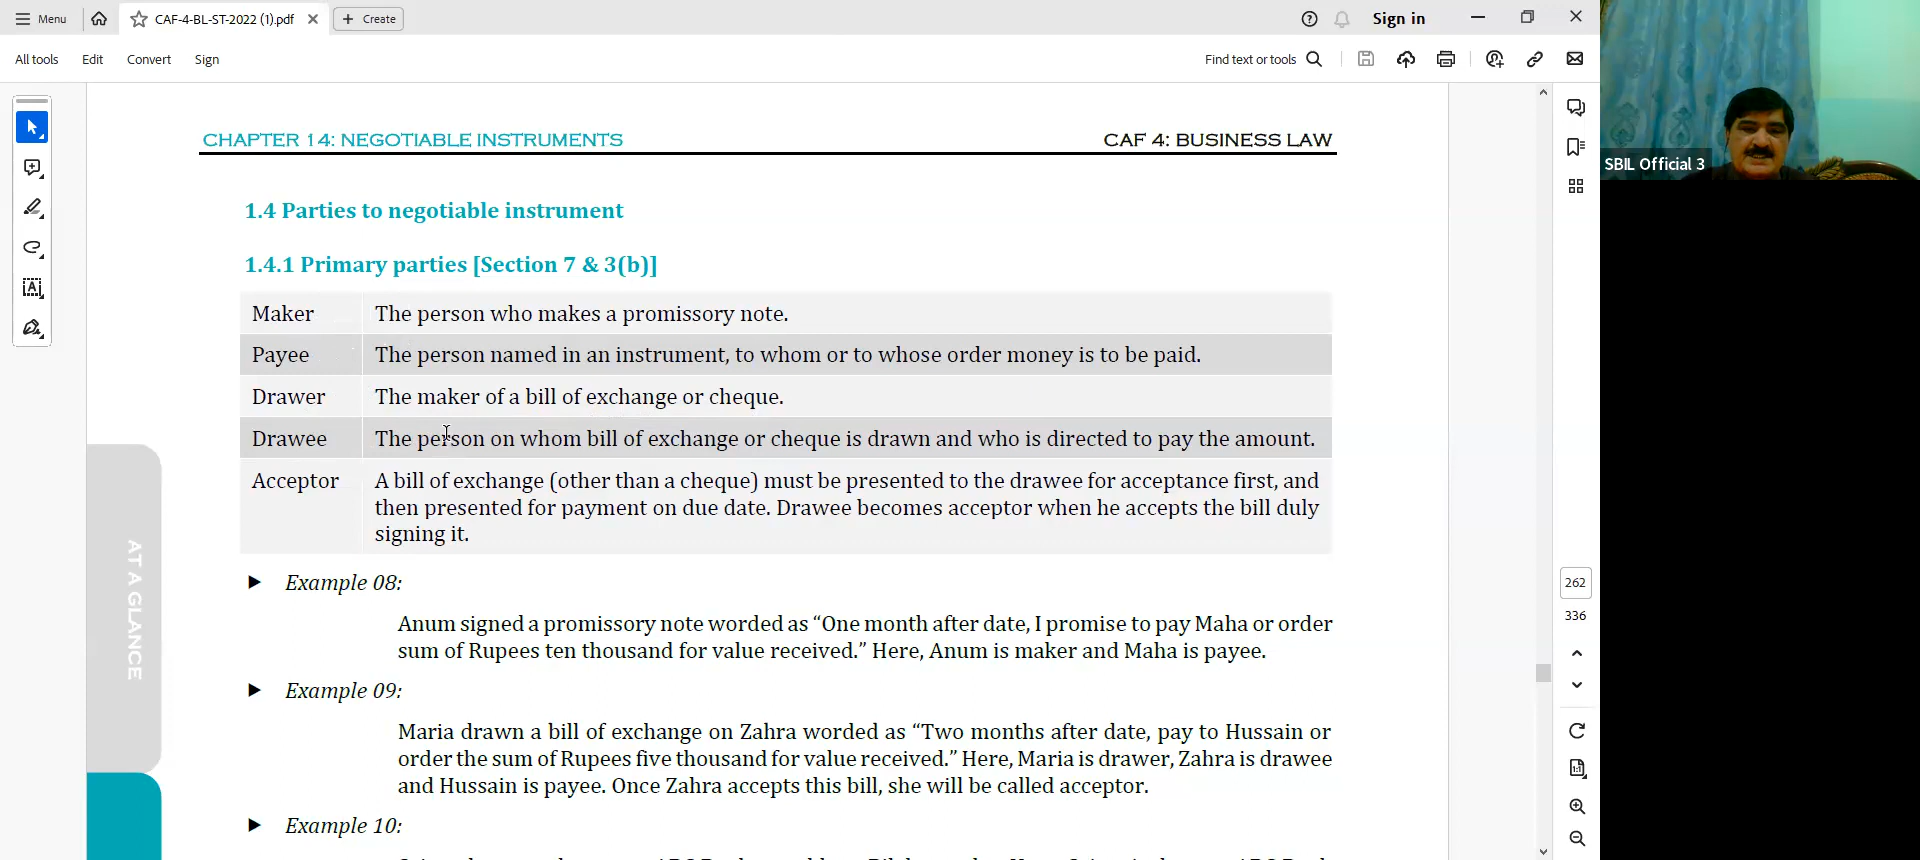 Menu
CAF-4-BL-ST-2022 (1).pdf
Create
Sign in
All tools
Edit
Convert
Sign
Find text or tools
SBIL Official 3
CHAPTER 14: NEGOTIABLE INSTRUMENTS
CAF 4: BUSINESS LAW
1.4 Parties to negotiable instrument
1.4.1 Primary parties [Section 7 & 3(b)]
Maker The person who makes a promissory note.
Payee The person named in an instrument, to whom or to whose order money is to be paid.
Drawer The maker of a bill of exchange or cheque.
Drawee The person on whom bill of exchange or cheque is drawn and who is directed to pay the amount.
Acceptor A bill of exchange (other than a cheque) must be presented to the drawee for acceptance first, and
then presented for payment on due date. Drawee becomes acceptor when he accepts the bill duly
signing it.
Example 08:
Anum signed a promissory note worded as “One month after date, I promise to pay Maha or order
sum of Rupees ten thousand for value received.” Here, Anum is maker and Maha is payee.
Example 09:
Maria drawn a bill of exchange on Zahra worded as “Two months after date, pay to Hussain or
order the sum of Rupees five thousand for value received.” Here, Maria is drawer, Zahra is drawee
and Hussain is payee. Once Zahra accepts this bill, she will be called acceptor.
Example 10:
AT A GLANCE
262
336
1:1